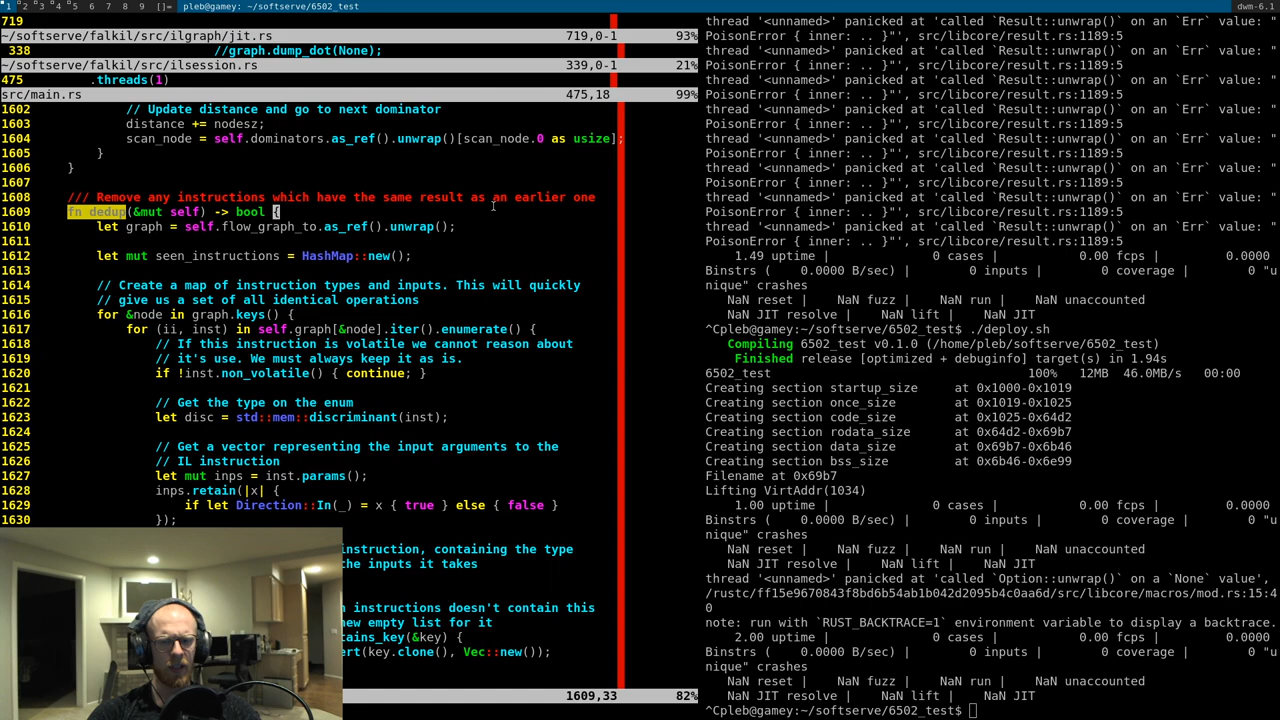 1 2 3 4 5 6 7 8 9 []= pleb@gamey: ~/softserve/6502_test dwm-6.1
719
~/softserve/falkil/src/ilgraph/jit.rs 719,0-1 93%
338 //graph.dump_dot(None);
~/softserve/falkil/src/ilsession.rs 339,0-1 21%
475 .threads(1)
src/main.rs 475,18 99%
1602 // Update distance and go to next dominator
1603 distance += nodesz;
1604 scan_node = self.dominators.as_ref().unwrap()[scan_node.0 as usize];
1605 }
1606 }
1607
1608 /// Remove any instructions which have the same result as an earlier one
1609 fn dedup(&mut self) -> bool {
1610 let graph = self.flow_graph_to.as_ref().unwrap();
1611
1612 let mut seen_instructions = HashMap::new();
1613
1614 // Create a map of instruction types and inputs. This will quickly
1615 // give us a set of all identical operations
1616 for &node in graph.keys() {
1617 for (ii, inst) in self.graph[&node].iter().enumerate() {
1618 // If this instruction is volatile we cannot reason about
1619 // it's use. We must always keep it as is.
1620 if !inst.non_volatile() { continue; }
1621
1622 // Get the type on the enum
1623 let disc = std::mem::discriminant(inst);
1624
1625 // Get a vector representing the input arguments to the
1626 // IL instruction
1627 let mut inps = inst.params();
1628 inps.retain(|x| {
1629 if let Direction::In(_) = x { true } else { false }
1630 });
instruction, containing the type
the inputs it takes
instructions doesn't contain this
new empty list for it
tains_key(&key) {
ert(key.clone(), Vec::new());
1609,33 82%
thread '<unnamed>' panicked at 'called `Result::unwrap()` on an `Err` value: "
PoisonError { inner: .. }"', src/libcore/result.rs:1189:5
thread '<unnamed>' panicked at 'called `Result::unwrap()` on an `Err` value: "
PoisonError { inner: .. }"', src/libcore/result.rs:1189:5
thread '<unnamed>' panicked at 'called `Result::unwrap()` on an `Err` value: "
PoisonError { inner: .. }"', src/libcore/result.rs:1189:5
thread '<unnamed>' panicked at 'called `Result::unwrap()` on an `Err` value: "
PoisonError { inner: .. }"', src/libcore/result.rs:1189:5
thread '<unnamed>' panicked at 'called `Result::unwrap()` on an `Err` value: "
PoisonError { inner: .. }"', src/libcore/result.rs:1189:5
thread '<unnamed>' panicked at 'called `Result::unwrap()` on an `Err` value: "
PoisonError { inner: .. }"', src/libcore/result.rs:1189:5
thread '<unnamed>' panicked at 'called `Result::unwrap()` on an `Err` value: "
PoisonError { inner: .. }"', src/libcore/result.rs:1189:5
thread '<unnamed>' panicked at 'called `Result::unwrap()` on an `Err` value: "
PoisonError { inner: .. }"', src/libcore/result.rs:1189:5
1.49 uptime | 0 cases | 0.00 fcps | 0.0000
Binstrs ( 0.0000 B/sec) | 0 inputs | 0 coverage | 0 "u
nique" crashes
NaN reset | NaN fuzz | NaN run | NaN unaccounted
NaN JIT resolve | NaN lift | NaN JIT
^Cpleb@gamey:~/softserve/6502_test$ ./deploy.sh
Compiling 6502_test v0.1.0 (/home/pleb/softserve/6502_test)
Finished release [optimized + debuginfo] target(s) in 1.94s
6502_test 100% 12MB 46.0MB/s 00:00
Creating section startup_size at 0x1000-0x1019
Creating section once_size at 0x1019-0x1025
Creating section code_size at 0x1025-0x64d2
Creating section rodata_size at 0x64d2-0x69b7
Creating section data_size at 0x69b7-0x6b46
Creating section bss_size at 0x6b46-0x6e99
Filename at 0x69b7
Lifting VirtAddr(1034)
1.00 uptime | 0 cases | 0.00 fcps | 0.0000
Binstrs ( 0.0000 B/sec) | 0 inputs | 0 coverage | 0 "u
nique" crashes
NaN reset | NaN fuzz | NaN run | NaN unaccounted
NaN JIT resolve | NaN lift | NaN JIT
thread '<unnamed>' panicked at 'called `Option::unwrap()` on a `None` value',
/rustc/ff15e9670843f8bd6b54ab1b042d2095b4c0aa6d/src/libcore/macros/mod.rs:15:4
0
note: run with `RUST_BACKTRACE=1` environment variable to display a backtrace.
2.00 uptime | 0 cases | 0.00 fcps | 0.0000
Binstrs ( 0.0000 B/sec) | 0 inputs | 0 coverage | 0 "u
nique" crashes
NaN reset | NaN fuzz | NaN run | NaN unaccounted
NaN JIT resolve | NaN lift | NaN JIT
^Cpleb@gamey:~/softserve/6502_test$